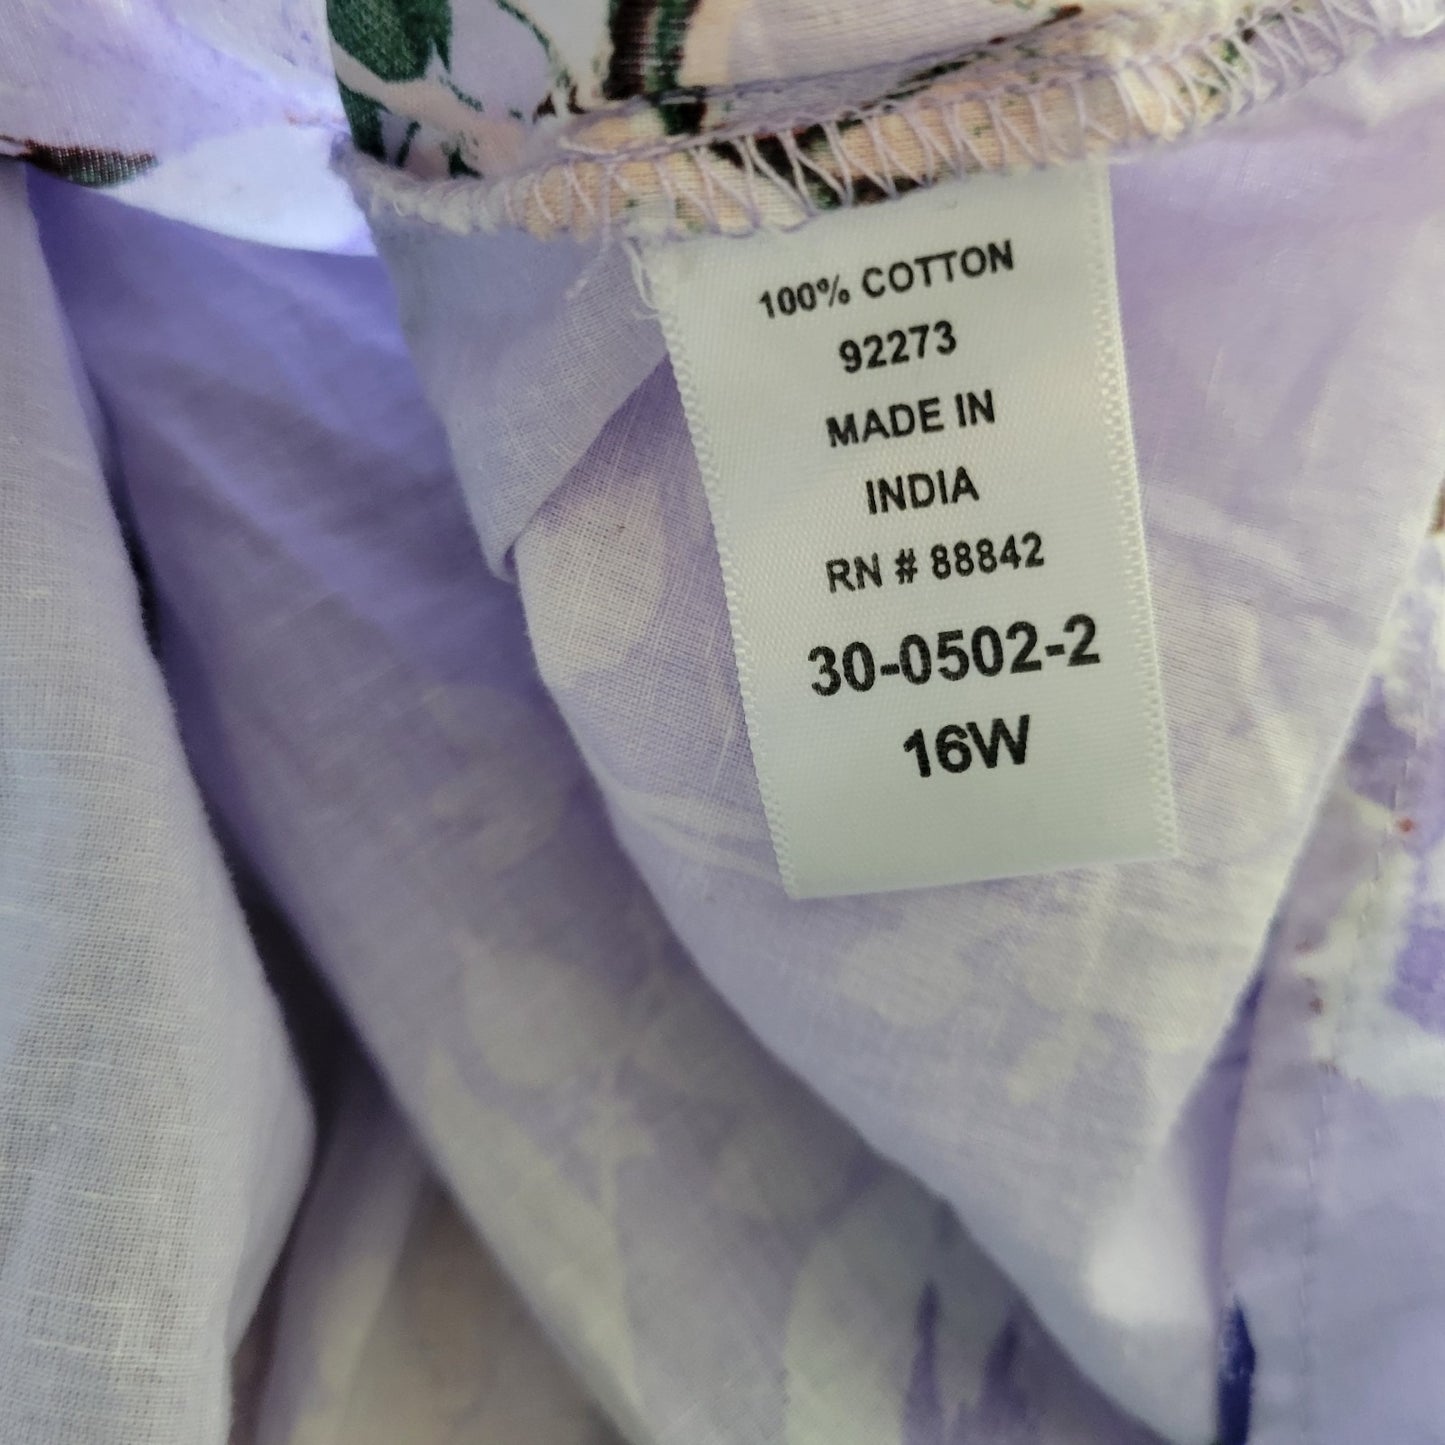 100% COTTON
92273
MADE IN
INDIA
RN # 88842
30-0502-2
16W